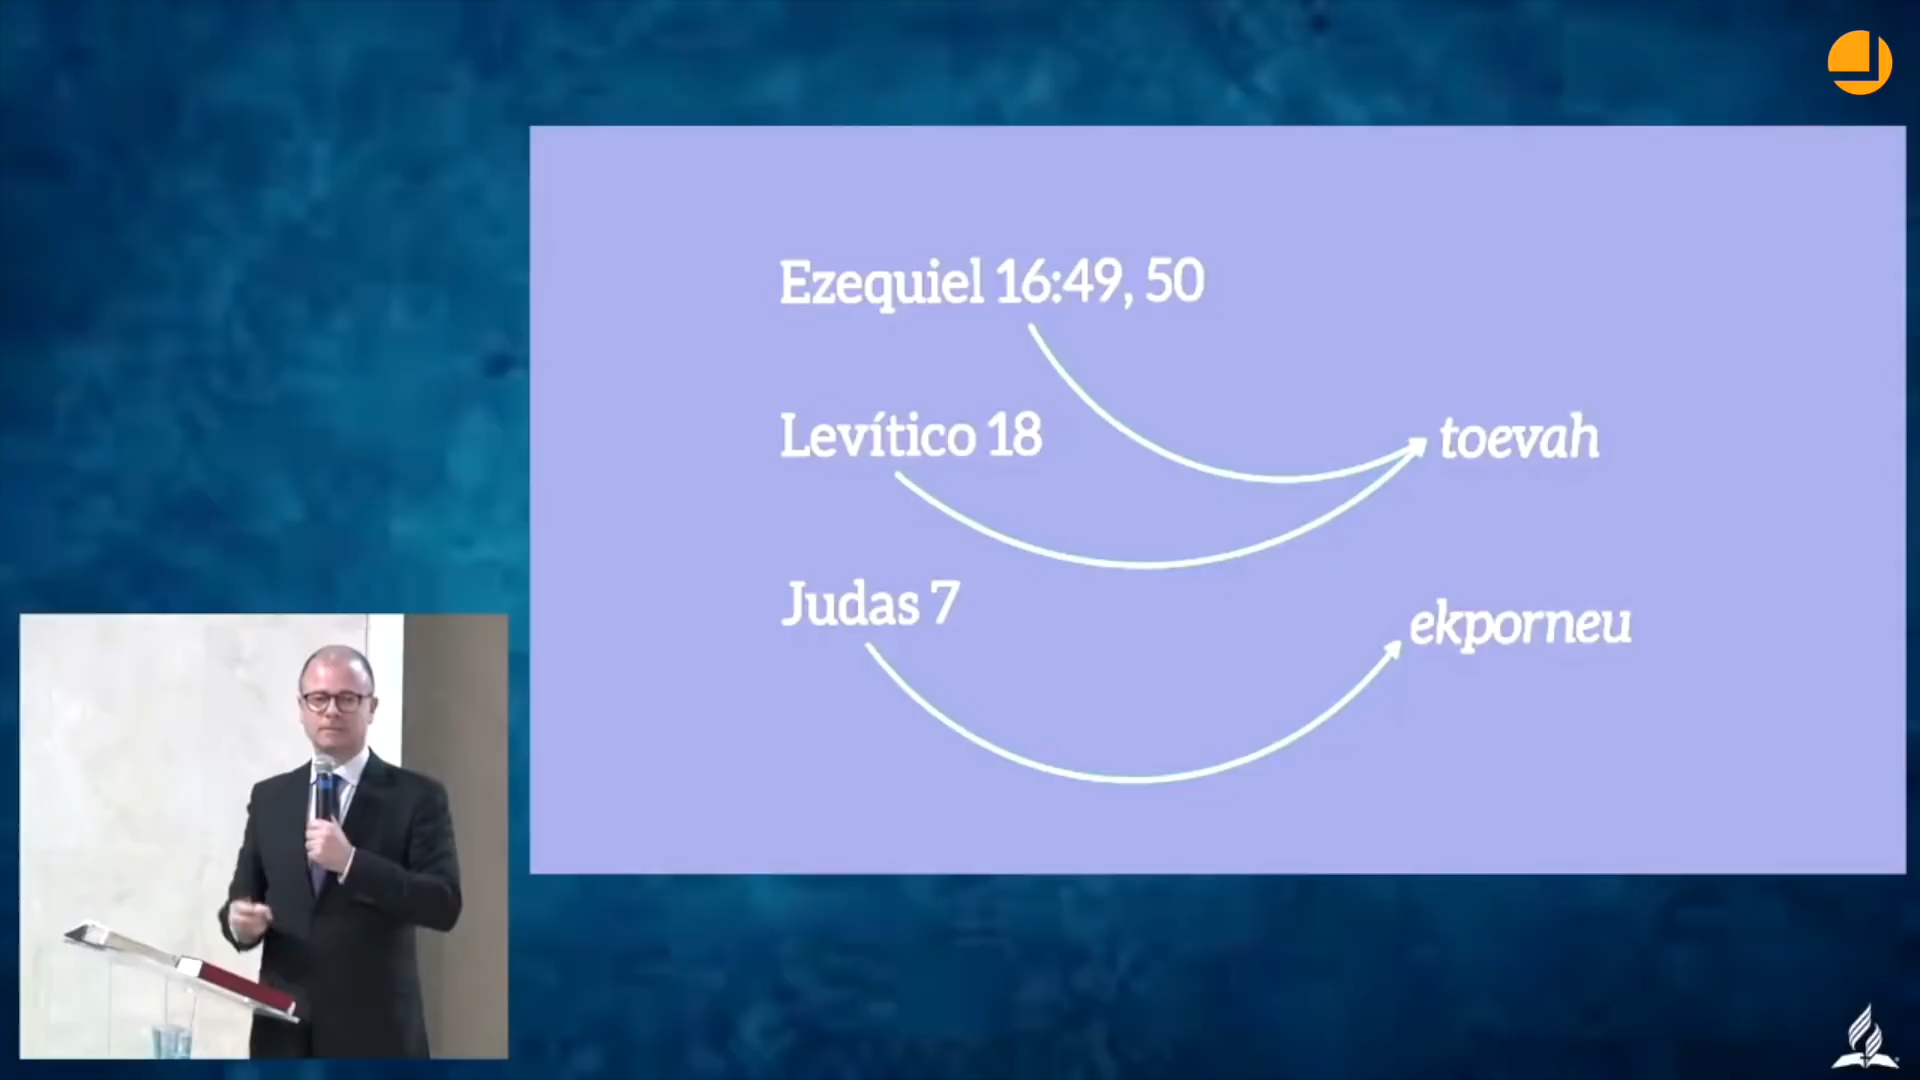 Ezequiel 16:49, 50
Levítico 18
toevah
Judas 7
ekporneu